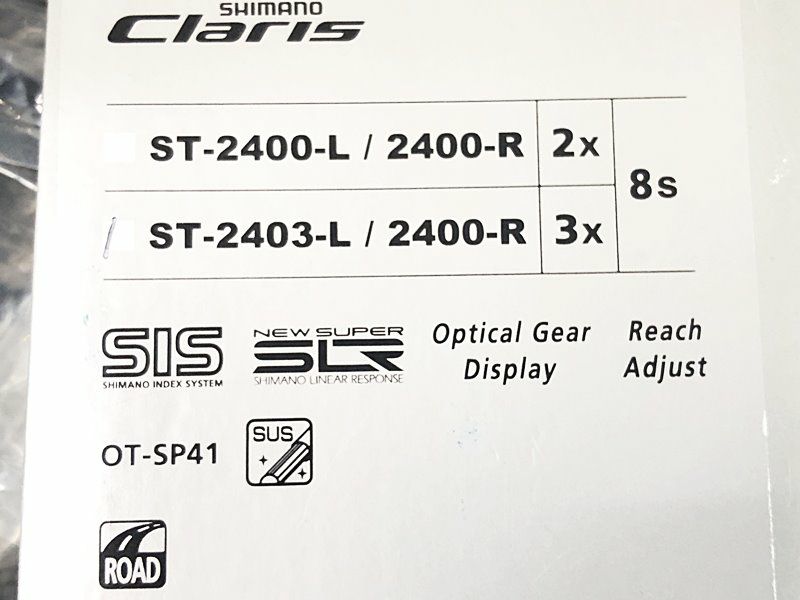 SHIMANO
Claris
ST-2400-L / 2400-R 2x
8s
ST-2403-L / 2400-R 3x
SIS
SHIMANO INDEX SYSTEM
NEW SUPER
SLR
SHIMANO LINEAR RESPONSE
Optical Gear
Display
Reach
Adjust
OT-SP41
SUS
ROAD